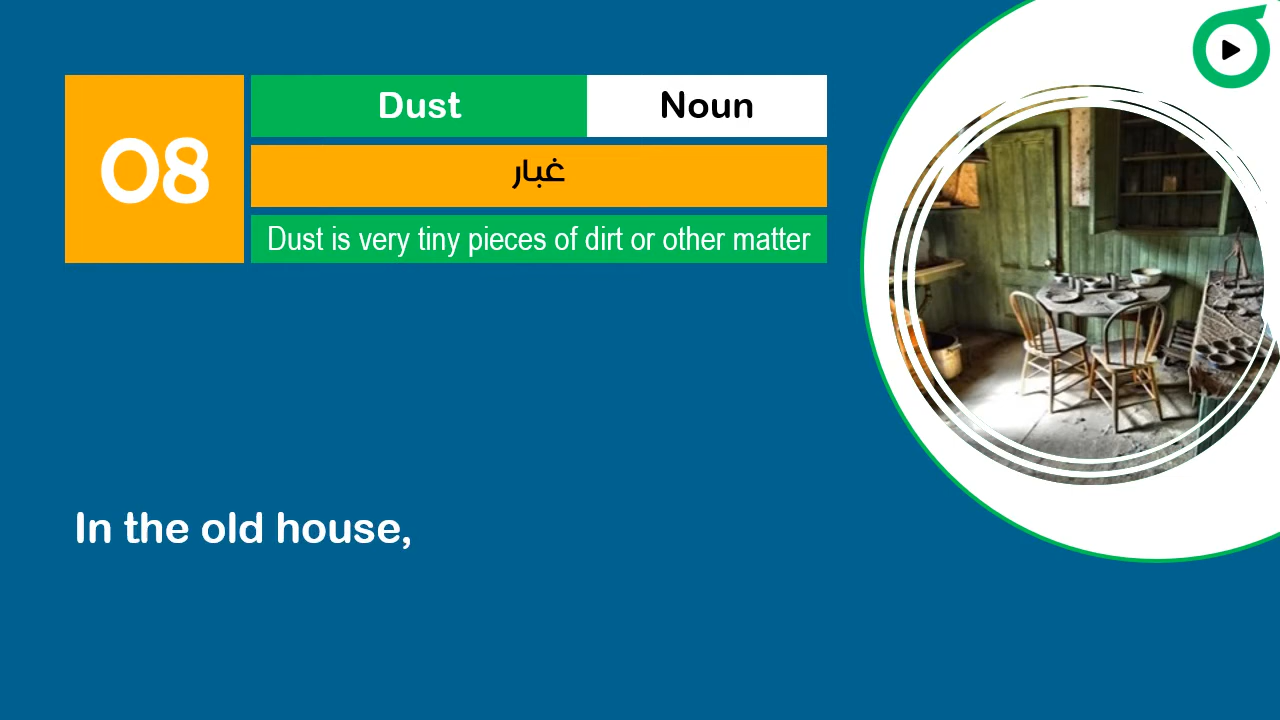 08
Dust
Noun
غبار
Dust is very tiny pieces of dirt or other matter
In the old house,